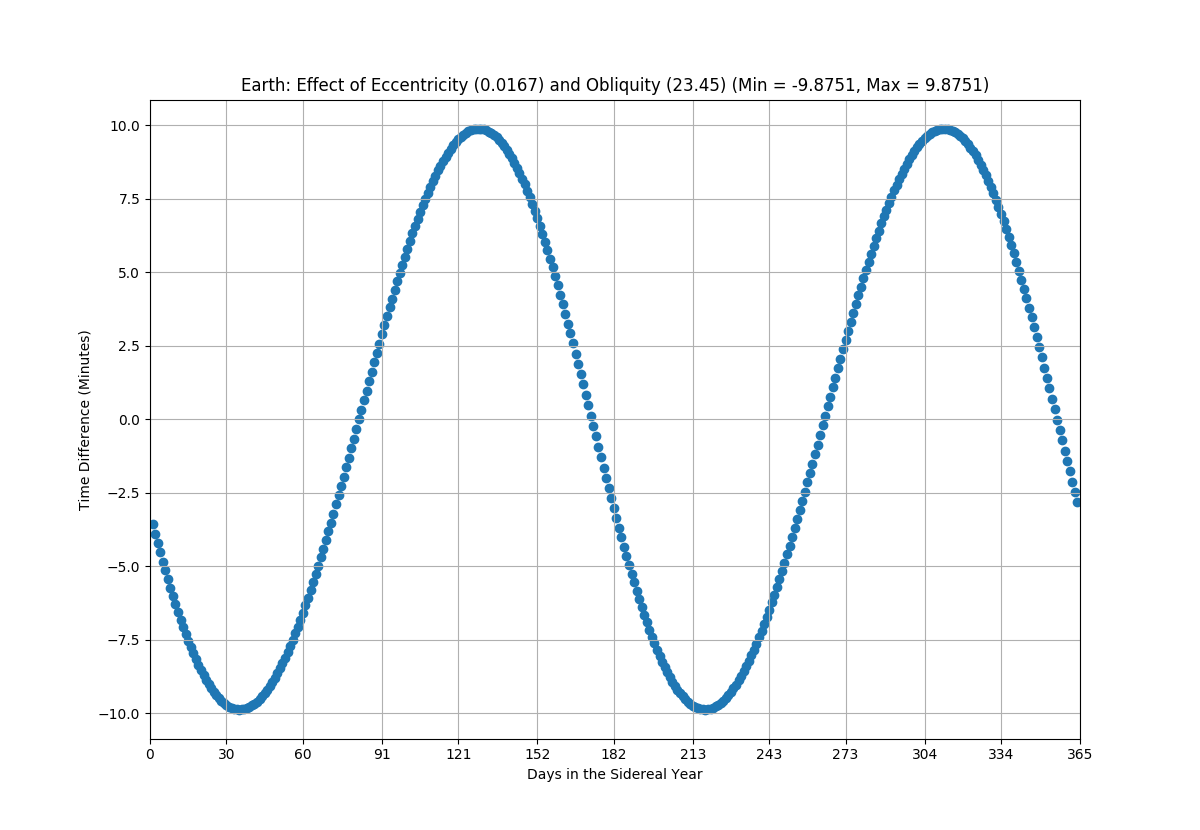 Earth: Effect of Eccentricity (0.0167) and Obliquity (23.45) (Min = -9.8751, Max = 9.8751)
10.0
7.5
5.0
2.5
0.0
−2.5
−5.0
−7.5
−10.0
Time Difference (Minutes)
0 30 60 91 121 152 182 213 243 273 304 334 365
Days in the Sidereal Year